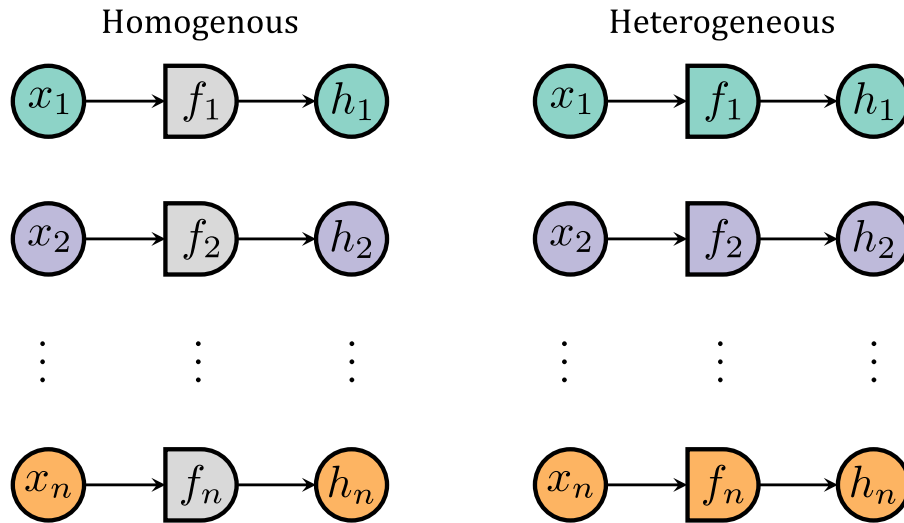 Homogenous Heterogeneous
x₁ f₁ h₁ x₁ f₁ h₁
x₂ f₂ h₂ x₂ f₂ h₂
⋮ ⋮ ⋮ ⋮ ⋮ ⋮
xₙ fₙ hₙ xₙ fₙ hₙ